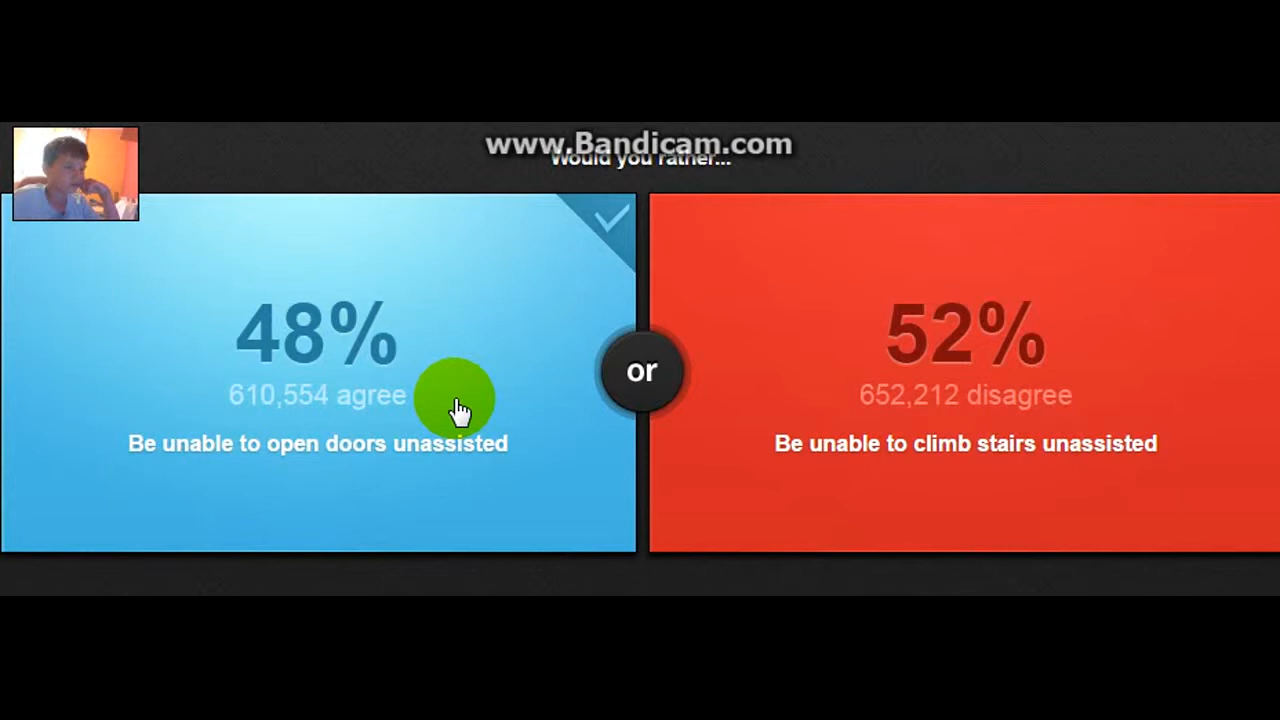 www.Bandicam.com
Would you rather...
48%
610,554 agree
Be unable to open doors unassisted
or
52%
652,212 disagree
Be unable to climb stairs unassisted